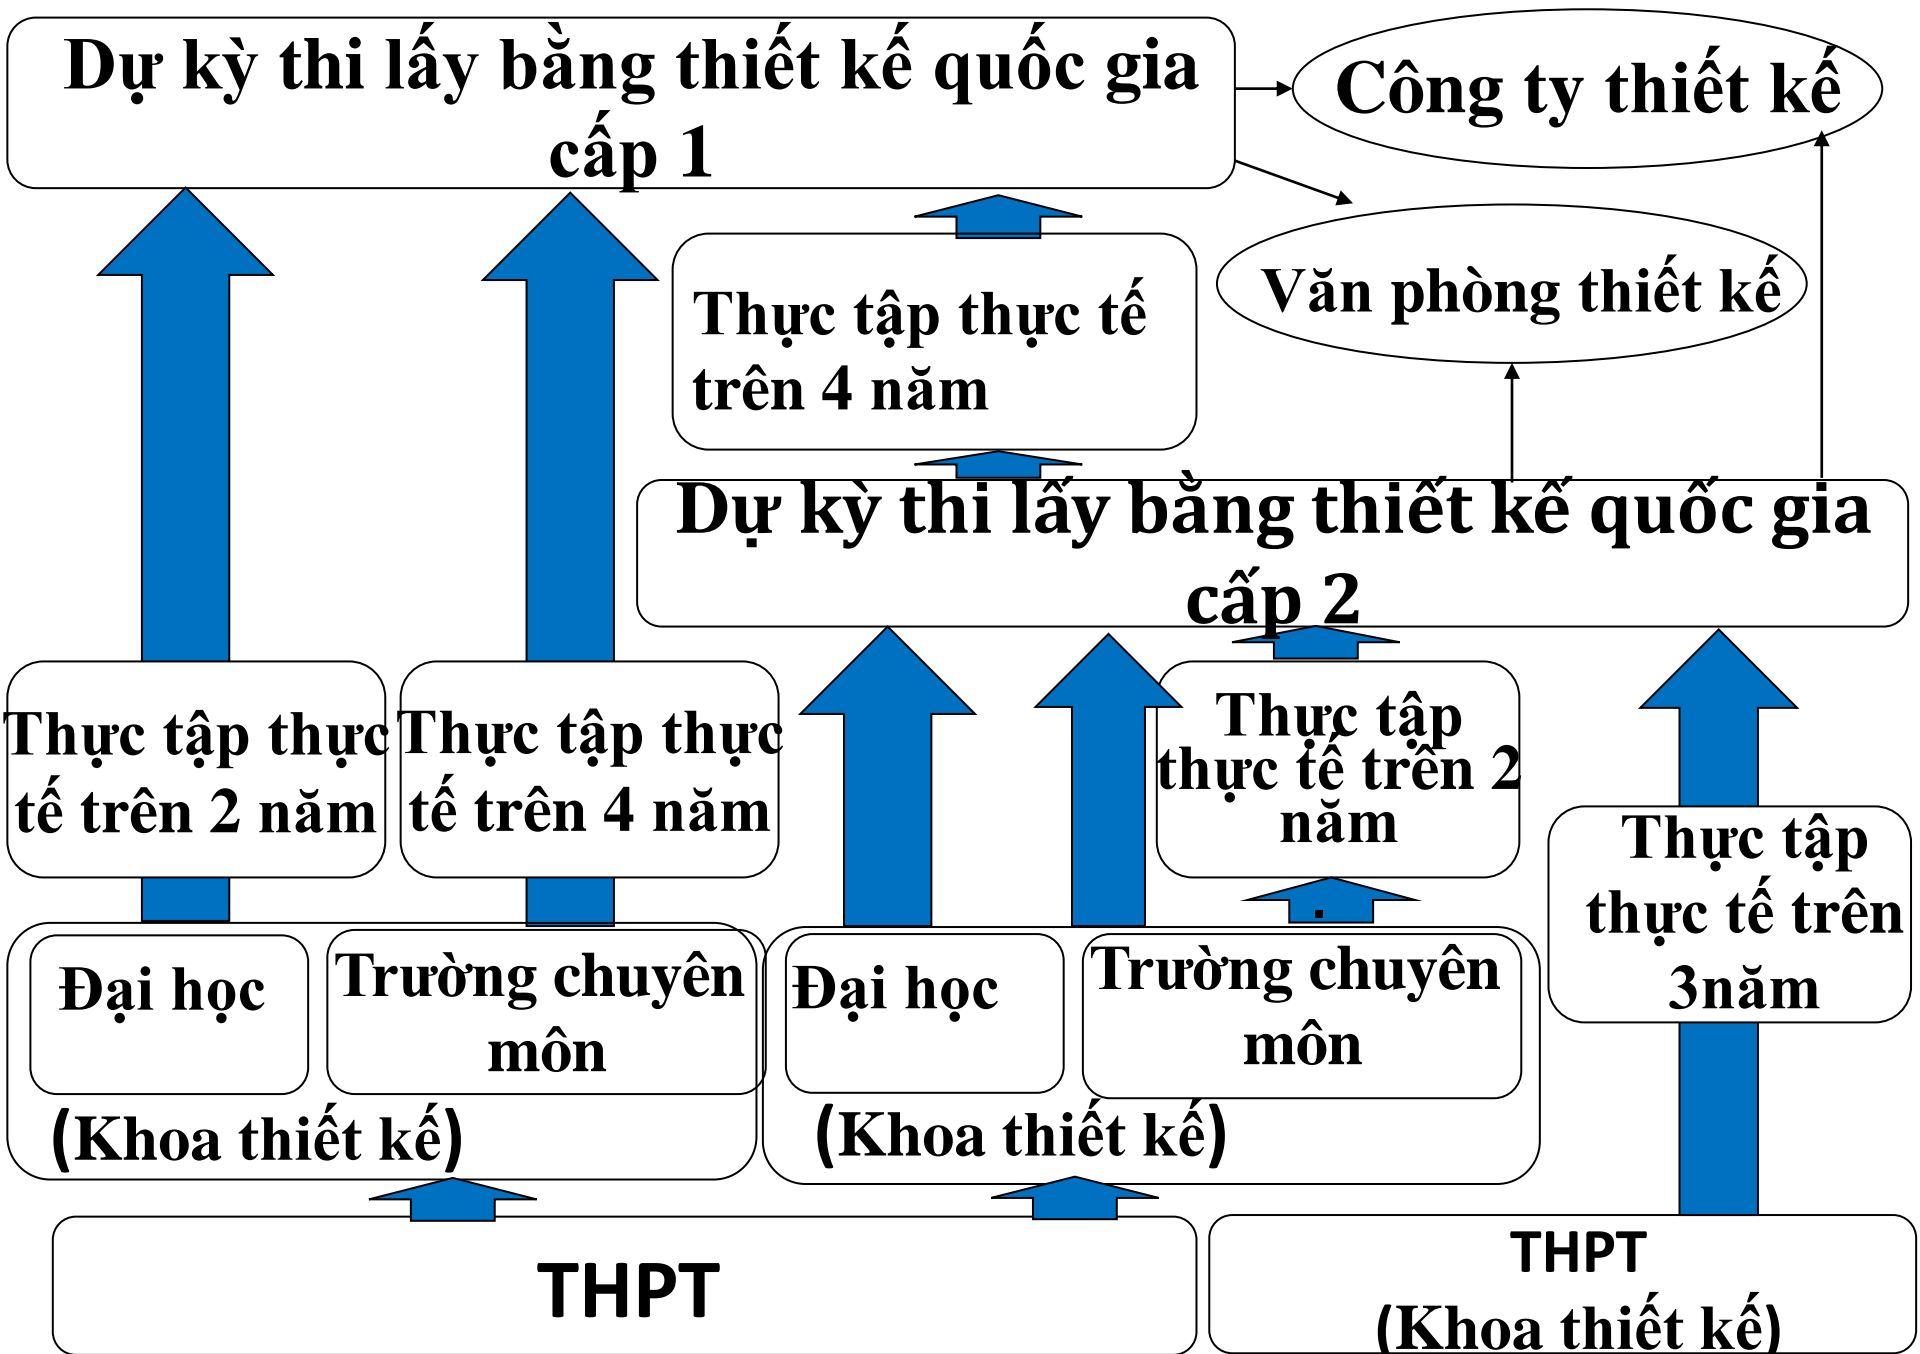 Dự kỳ thi lấy bằng thiết kế quốc gia
cấp 1
Công ty thiết kế
Văn phòng thiết kế
Thực tập thực tế
trên 4 năm
Dự kỳ thi lấy bằng thiết kế quốc gia
cấp 2
Thực tập thực
tế trên 2 năm
Thực tập thực
tế trên 4 năm
Thực tập
thực tế trên 2
năm
.
Thực tập
thực tế trên
3năm
Đại học
Trường chuyên
môn
(Khoa thiết kế)
Đại học
Trường chuyên
môn
(Khoa thiết kế)
THPT
THPT
(Khoa thiết kế)